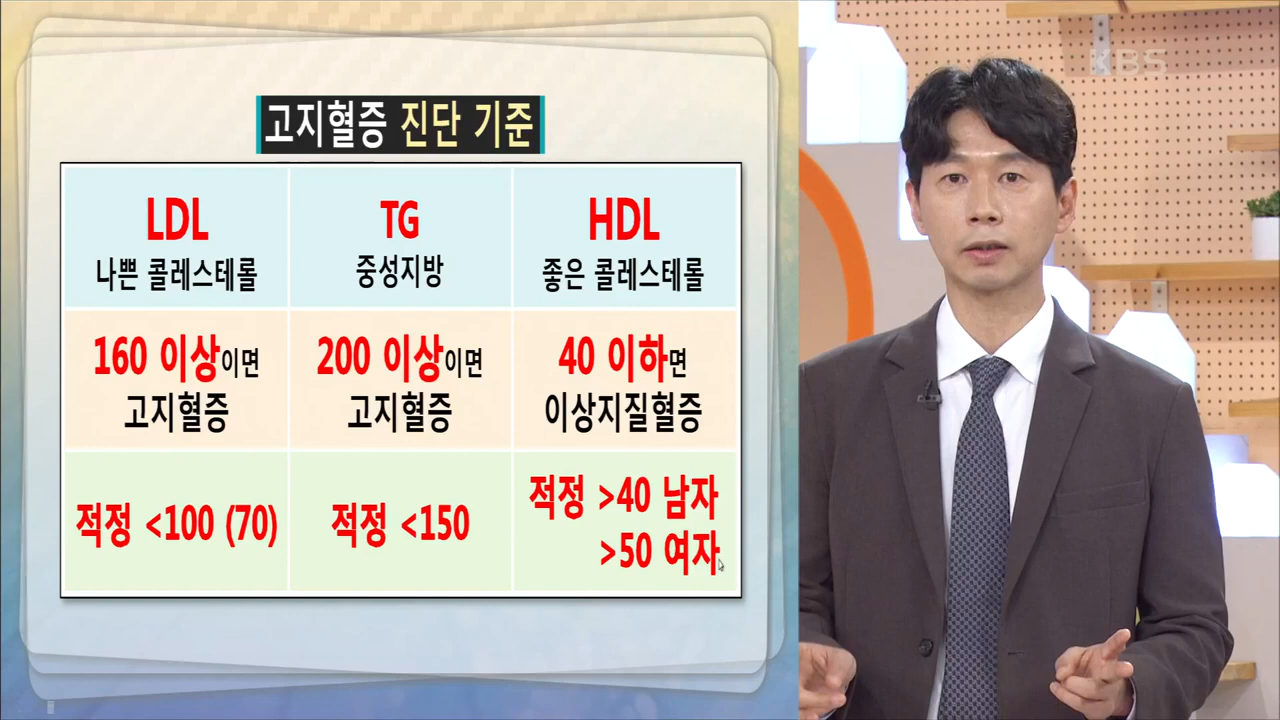 고지혈증 진단 기준
LDL
나쁜 콜레스테롤
TG
중성지방
HDL
좋은 콜레스테롤
160 이상이면
고지혈증
200 이상이면
고지혈증
40 이하면
이상지질혈증
적정 <100 (70)
적정 <150
적정 >40 남자
>50 여자
KBS